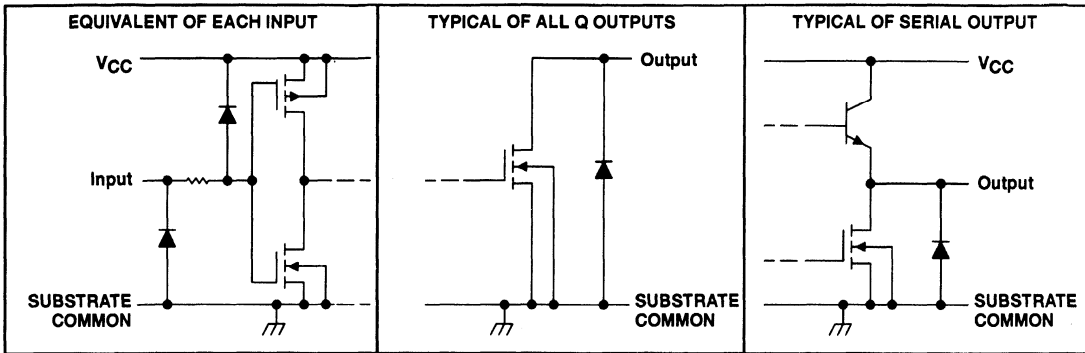 EQUIVALENT OF EACH INPUT
VCC
Input
SUBSTRATE
COMMON
TYPICAL OF ALL Q OUTPUTS
Output
SUBSTRATE
COMMON
TYPICAL OF SERIAL OUTPUT
VCC
Output
SUBSTRATE
COMMON